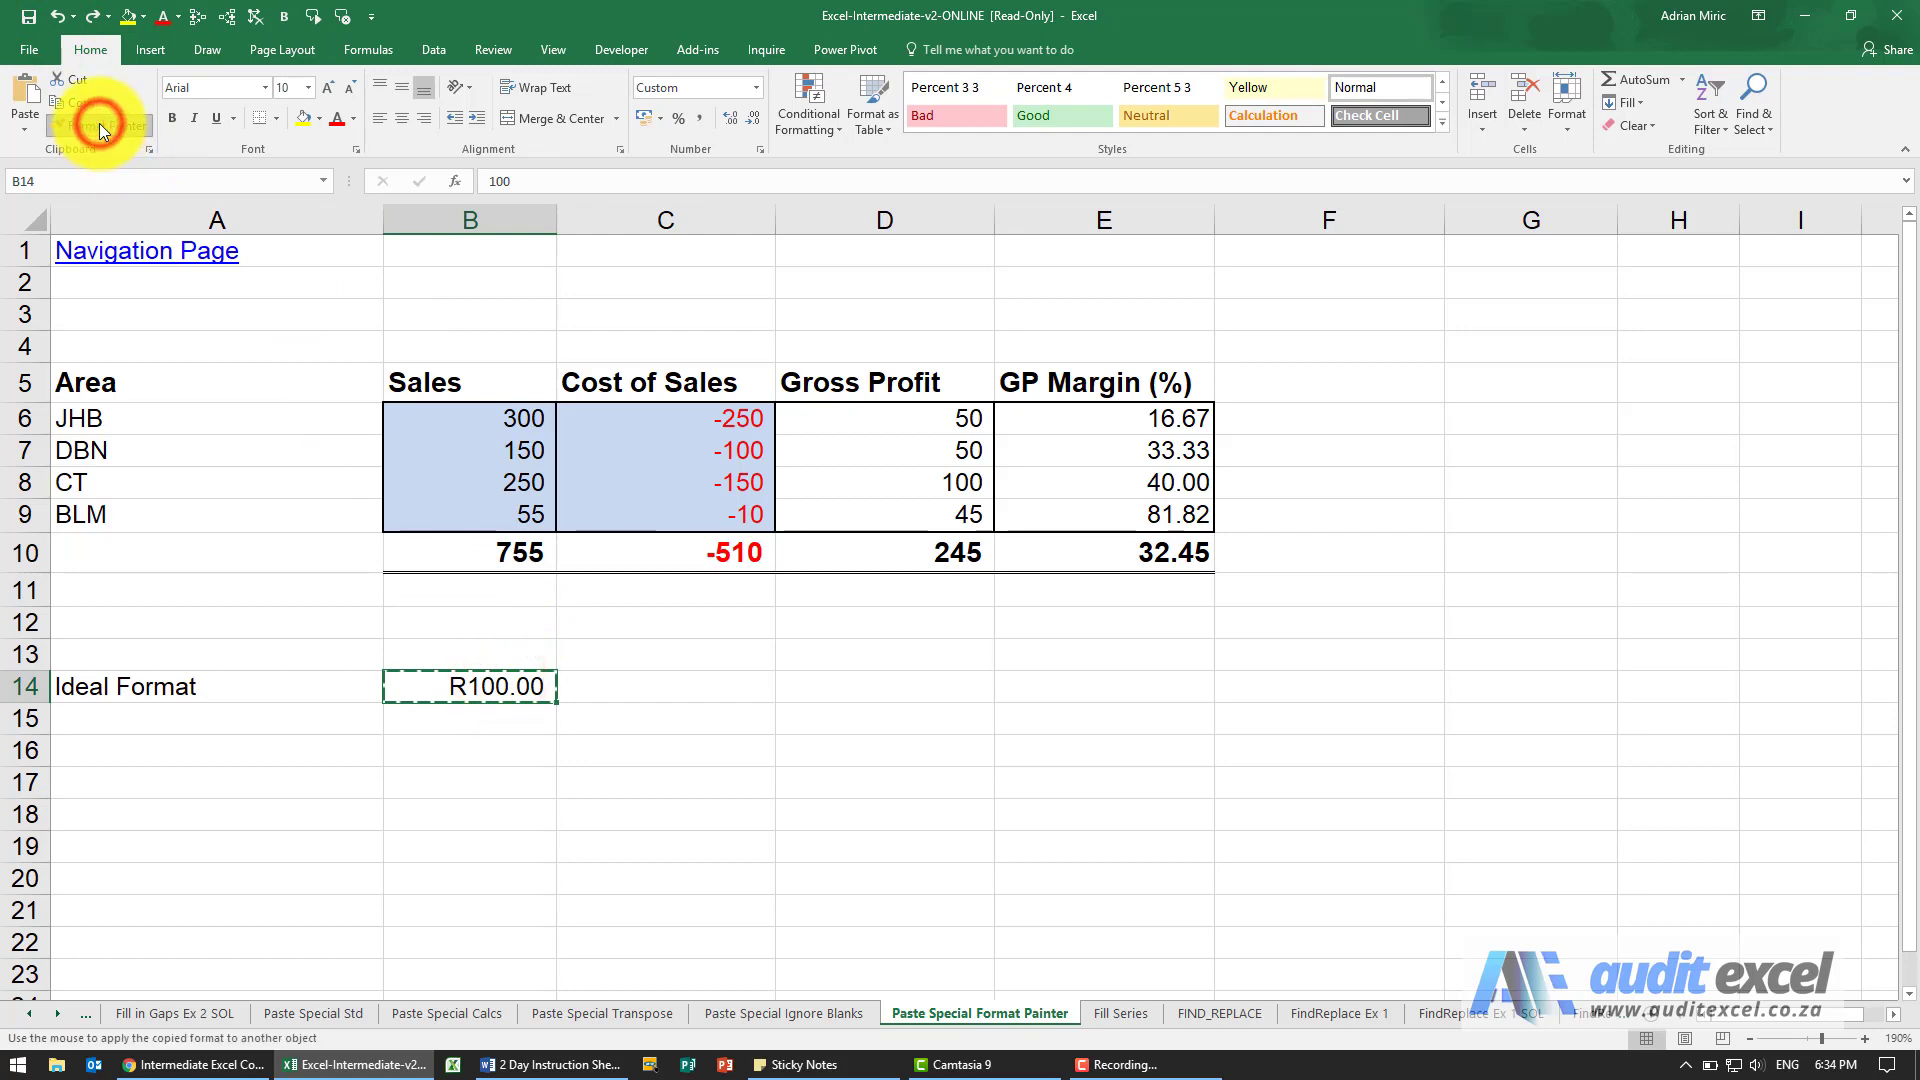 Excel-Intermediate-v2-ONLINE [Read-Only] - Excel
Adrian Miric
File Home Insert Draw Page Layout Formulas Data Review View Developer Add-ins Inquire Power Pivot Tell me what you want to do Share
Paste Cut
Format Painter
Clipboard
Arial 10
B I U A
Font
Wrap Text
Merge & Center
Alignment
Custom
%
Number
Conditional Formatting
Format as Table
Percent 3 3 Percent 4 Percent 5 3 Yellow Normal
Bad Good Neutral Calculation Check Cell
Styles
Insert Delete Format
Cells
AutoSum
Fill
Clear
Sort & Filter
Find & Select
Editing
B14 fx 100
A B C D E F G H I
1 Navigation Page
2
3
4
5 Area Sales Cost of Sales Gross Profit GP Margin (%)
6 JHB 300 -250 50 16.67
7 DBN 150 -100 50 33.33
8 CT 250 -150 100 40.00
9 BLM 55 -10 45 81.82
10 755 -510 245 32.45
11
12
13
14 Ideal Format R100.00
15
16
17
18
19
20
21
22
23
audit excel
www.auditexcel.co.za
... Fill in Gaps Ex 2 SOL Paste Special Std Paste Special Calcs Paste Special Transpose Paste Special Ignore Blanks Paste Special Format Painter Fill Series FIND_REPLACE FindReplace Ex 1 FindReplace Ex 1 SOL
Use the mouse to apply the copied format to another object
190%
Intermediate Excel Co... Excel-Intermediate-v2... 2 Day Instruction She... Sticky Notes Camtasia 9 Recording... ENG 6:34 PM